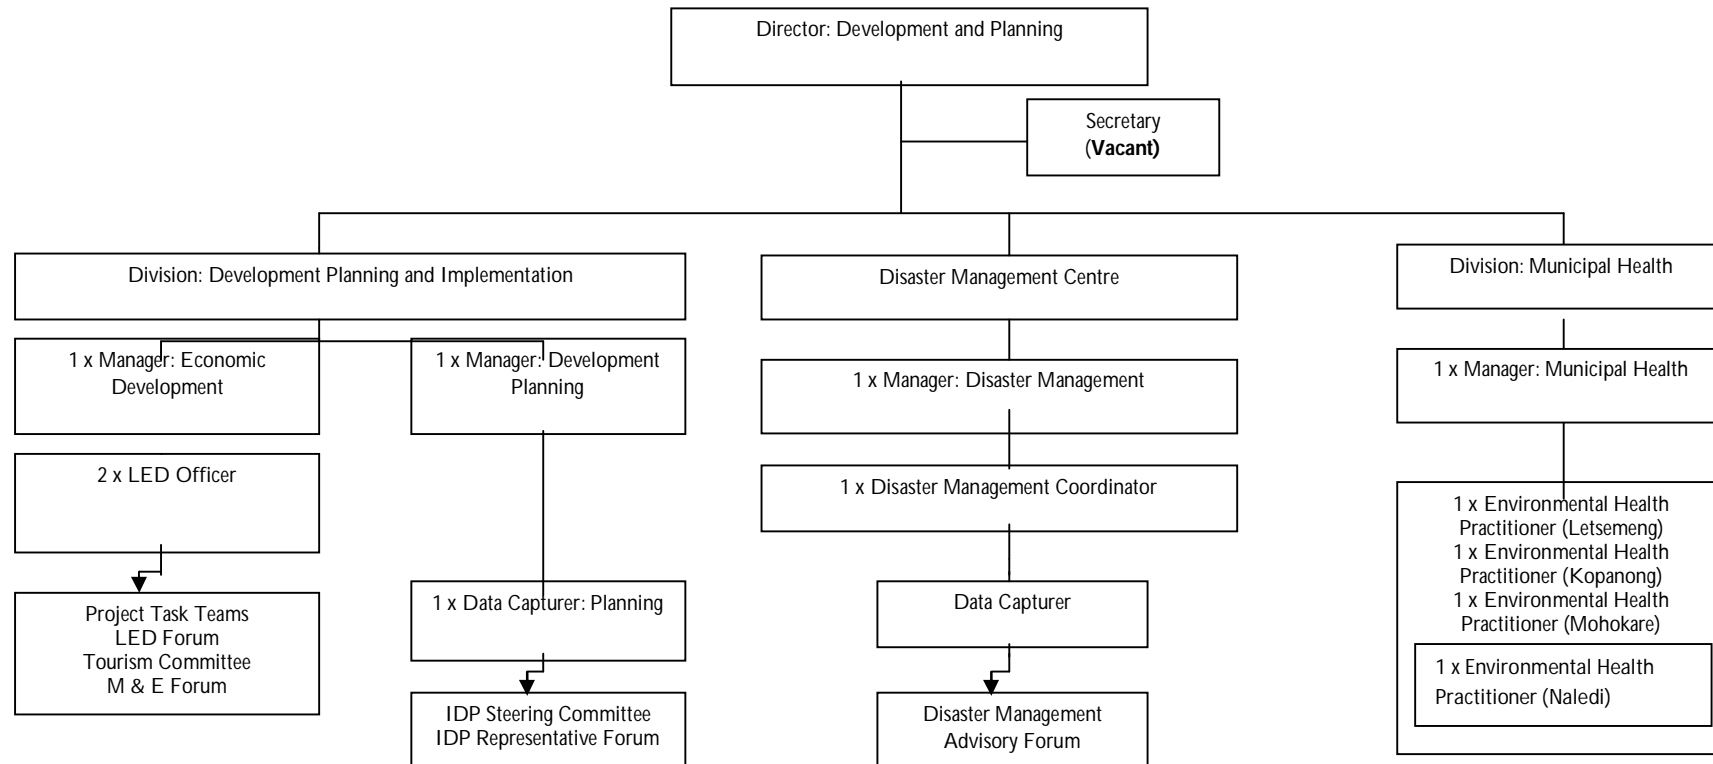 Director: Development and Planning
Secretary
(Vacant)
Division: Development Planning and Implementation
Disaster Management Centre
Division: Municipal Health
1 x Manager: Economic
Development
1 x Manager: Development
Planning
1 x Manager: Disaster Management
1 x Manager: Municipal Health
2 x LED Officer
1 x Disaster Management Coordinator
1 x Environmental Health
Practitioner (Letsemeng)
1 x Environmental Health
Practitioner (Kopanong)
1 x Environmental Health
Practitioner (Mohokare)
1 x Environmental Health
Practitioner (Naledi)
Project Task Teams
LED Forum
Tourism Committee
M & E Forum
1 x Data Capturer: Planning
Data Capturer
IDP Steering Committee
IDP Representative Forum
Disaster Management
Advisory Forum